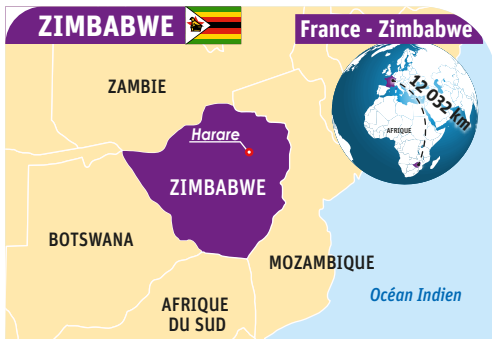 ZIMBABWE
France - Zimbabwe
12 032 km
AFRIQUE
ZAMBIE
Harare
ZIMBABWE
BOTSWANA
MOZAMBIQUE
Océan Indien
AFRIQUE
DU SUD